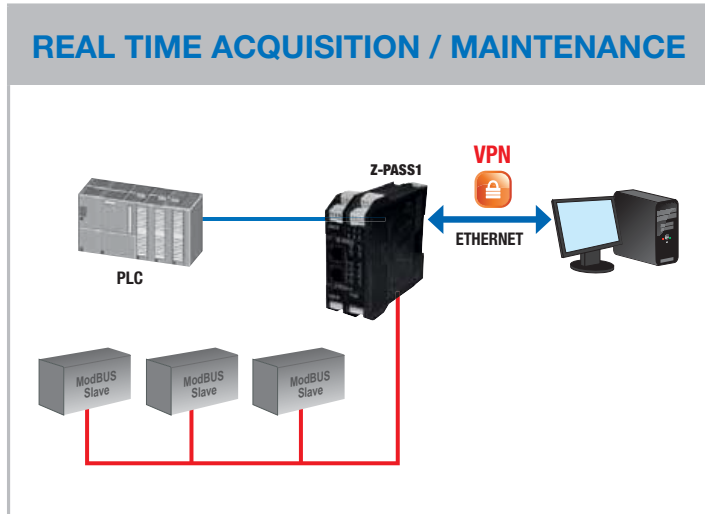 REAL TIME ACQUISITION / MAINTENANCE
VPN
Z-PASS1
ETHERNET
PLC
ModBUS
Slave
ModBUS
Slave
ModBUS
Slave